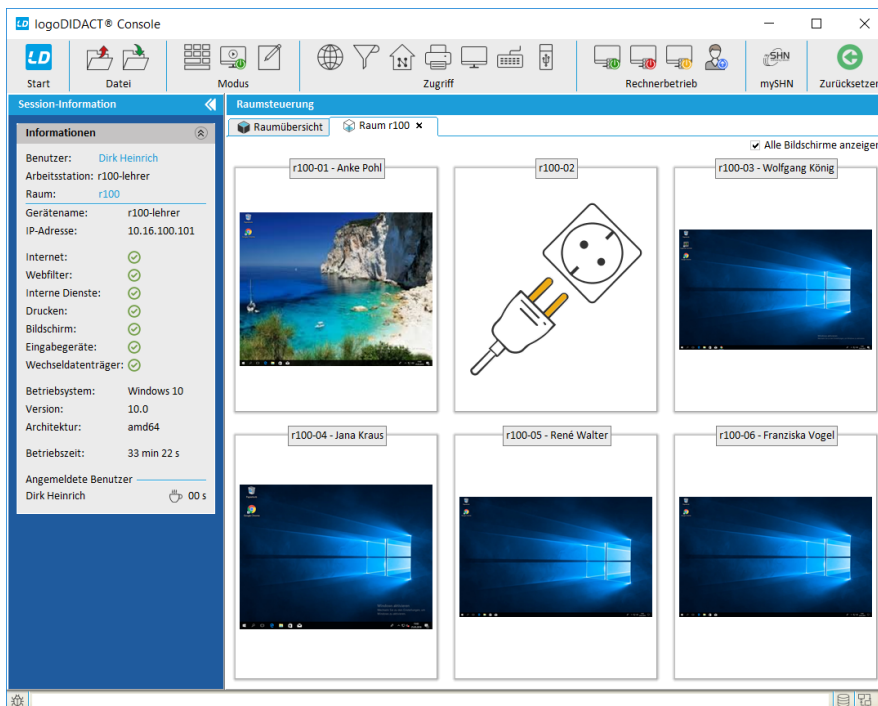 LD logoDIDACT® Console
LD
N
SHN
Start Datei Modus Zugriff Rechnerbetrieb mySHN Zurücksetzen
Session-Information
Raumsteuerung
Informationen
Raumübersicht Raum r100 ×
Alle Bildschirme anzeigen
Benutzer: Dirk Heinrich
Arbeitsstation: r100-lehrer
Raum: r100
Gerätename: r100-lehrer
IP-Adresse: 10.16.100.101
Internet:
Webfilter:
Interne Dienste:
Drucken:
Bildschirm:
Eingabegeräte:
Wechseldatenträger:
Betriebsystem: Windows 10
Version: 10.0
Architektur: amd64
Betriebszeit: 33 min 22 s
Angemeldete Benutzer
Dirk Heinrich 00 s
r100-01 - Anke Pohl
r100-02
r100-03 - Wolfgang König
r100-04 - Jana Kraus
r100-05 - René Walter
r100-06 - Franziska Vogel